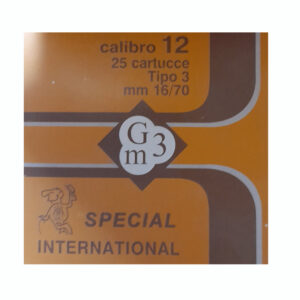 calibro 12
25 cartucce
Tipo 3
mm 16/70
G 3
m
SPECIAL
INTERNATIONAL